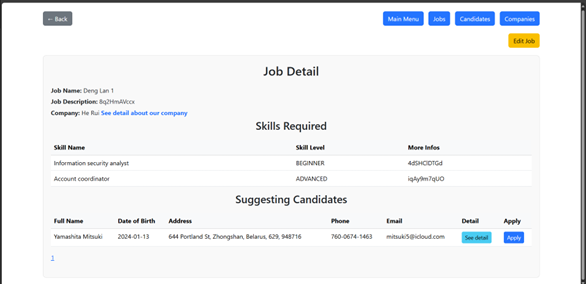 ← Back Main Menu Jobs Candidates Companies
Edit Job
Job Detail
Job Name: Deng Lan 1
Job Description: 8q2HmAVccx
Company: He Rui See detail about our company
Skills Required
Skill Name Skill Level More Infos
Information security analyst BEGINNER 4dSHClDTGd
Account coordinator ADVANCED iqAy9m7qUO
Suggesting Candidates
Full Name Date of Birth Address Phone Email Detail Apply
Yamashita Mitsuki 2024-01-13 644 Portland St, Zhongshan, Belarus, 629, 948716 760-0674-1463 mitsuki5@icloud.com See detail Apply
1